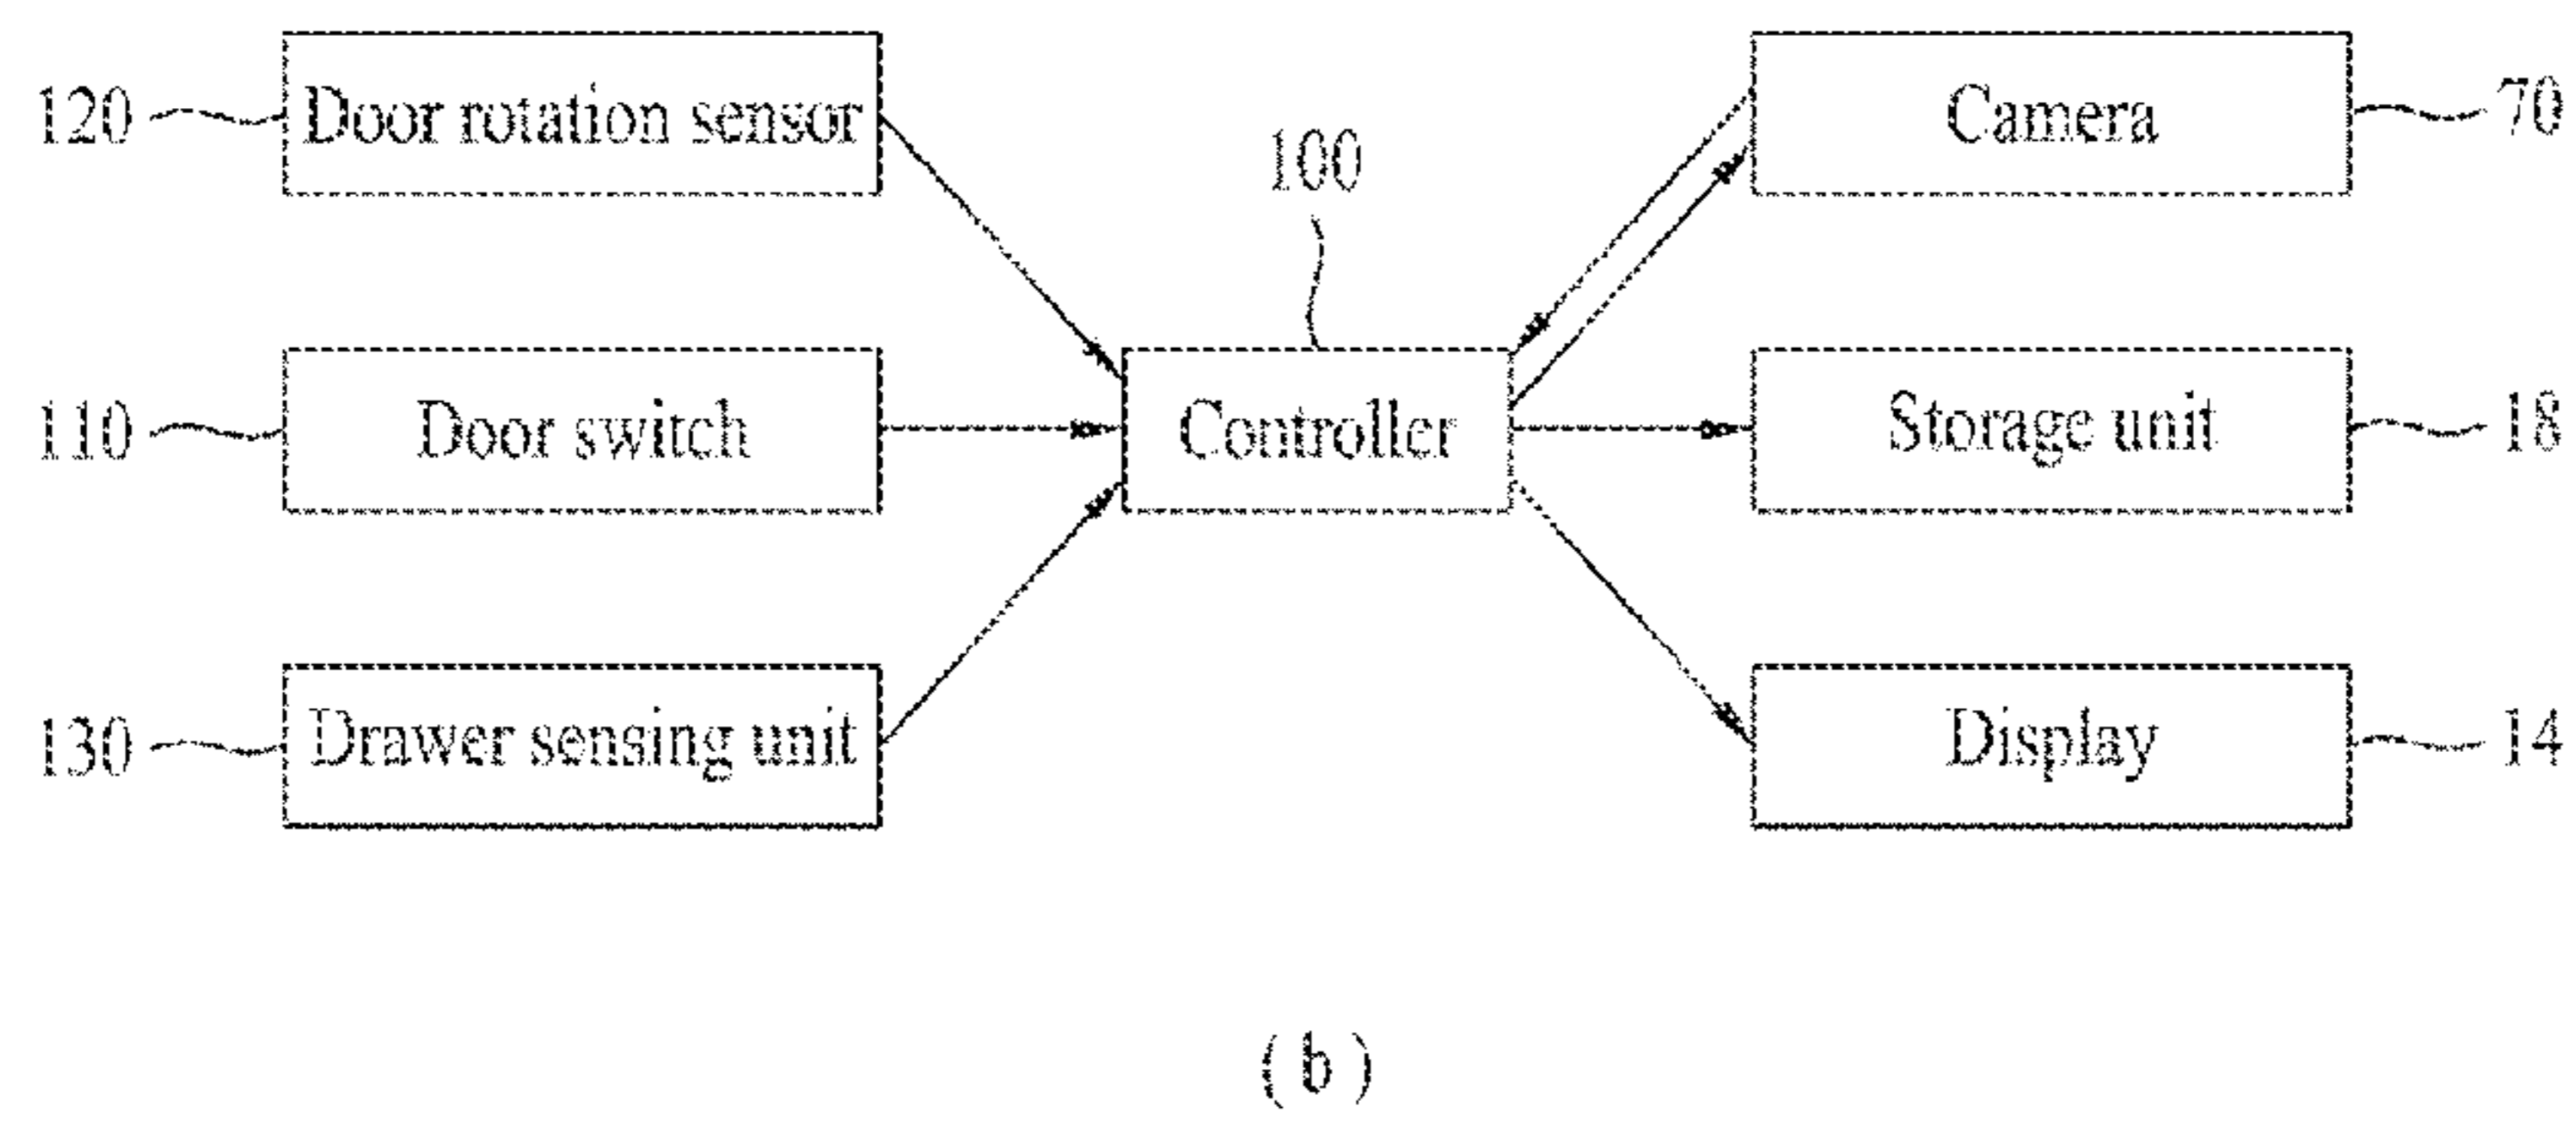 120 Door rotation sensor
Camera 70
100
110 Door switch
Controller
Storage unit 18
130 Drawer sensing unit
Display 14
( b )